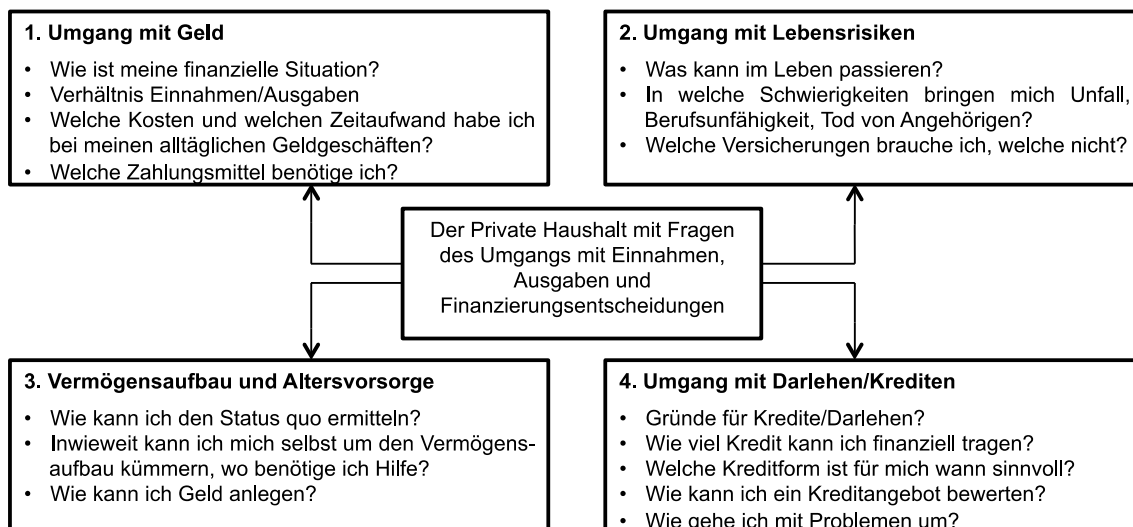 1. Umgang mit Geld
• Wie ist meine finanzielle Situation?
• Verhältnis Einnahmen/Ausgaben
• Welche Kosten und welchen Zeitaufwand habe ich
bei meinen alltäglichen Geldgeschäften?
• Welche Zahlungsmittel benötige ich?
2. Umgang mit Lebensrisiken
• Was kann im Leben passieren?
• In welche Schwierigkeiten bringen mich Unfall,
Berufsunfähigkeit, Tod von Angehörigen?
• Welche Versicherungen brauche ich, welche nicht?
Der Private Haushalt mit Fragen
des Umgangs mit Einnahmen,
Ausgaben und
Finanzierungsentscheidungen
3. Vermögensaufbau und Altersvorsorge
• Wie kann ich den Status quo ermitteln?
• Inwieweit kann ich mich selbst um den Vermögens-
aufbau kümmern, wo benötige ich Hilfe?
• Wie kann ich Geld anlegen?
4. Umgang mit Darlehen/Krediten
• Gründe für Kredite/Darlehen?
• Wie viel Kredit kann ich finanziell tragen?
• Welche Kreditform ist für mich wann sinnvoll?
• Wie kann ich ein Kreditangebot bewerten?
• Wie gehe ich mit Problemen um?